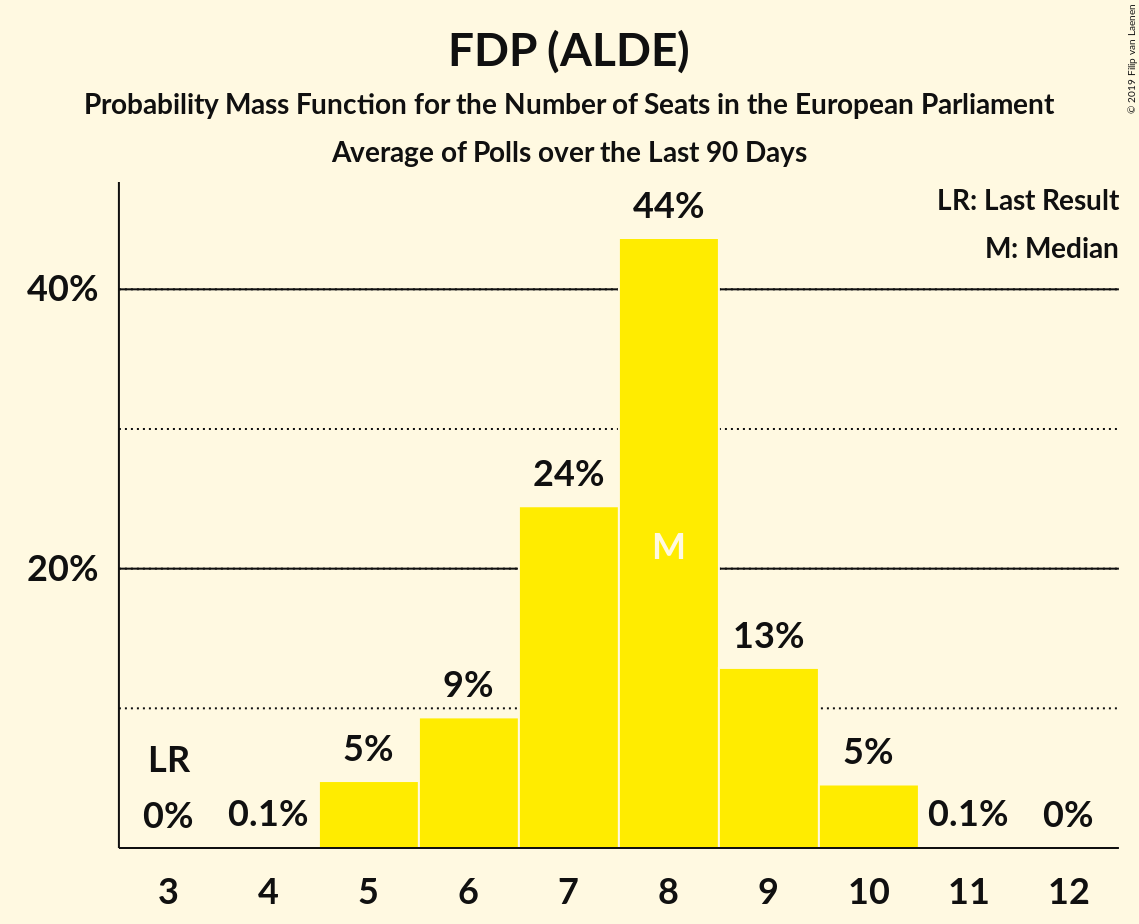 FDP (ALDE)
Probability Mass Function for the Number of Seats in the European Parliament
Average of Polls over the Last 90 Days
© 2019 Filip van Laenen
LR: Last Result
M: Median
44%
40%
24%
M
20%
13%
9%
5%
5%
LR
0%
0.1%
0.1%
0%
3 4 5 6 7 8 9 10 11 12